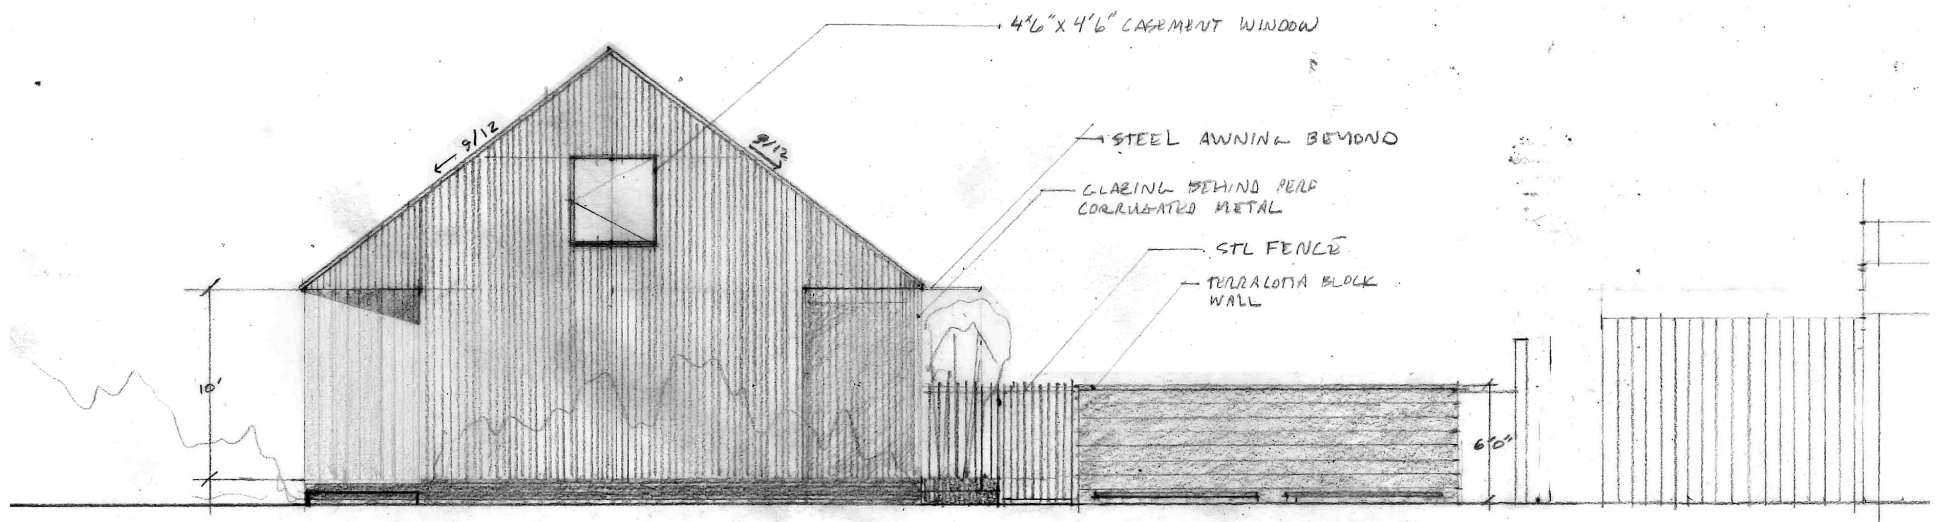 4'6" X 4'6" CASEMENT WINDOW
9/12
9/12
STEEL AWNING BEYOND
GLAZING BEHIND PERF
CORRUGATED METAL
STL FENCE
TERRACOTTA BLOCK
WALL
10'
6'0"